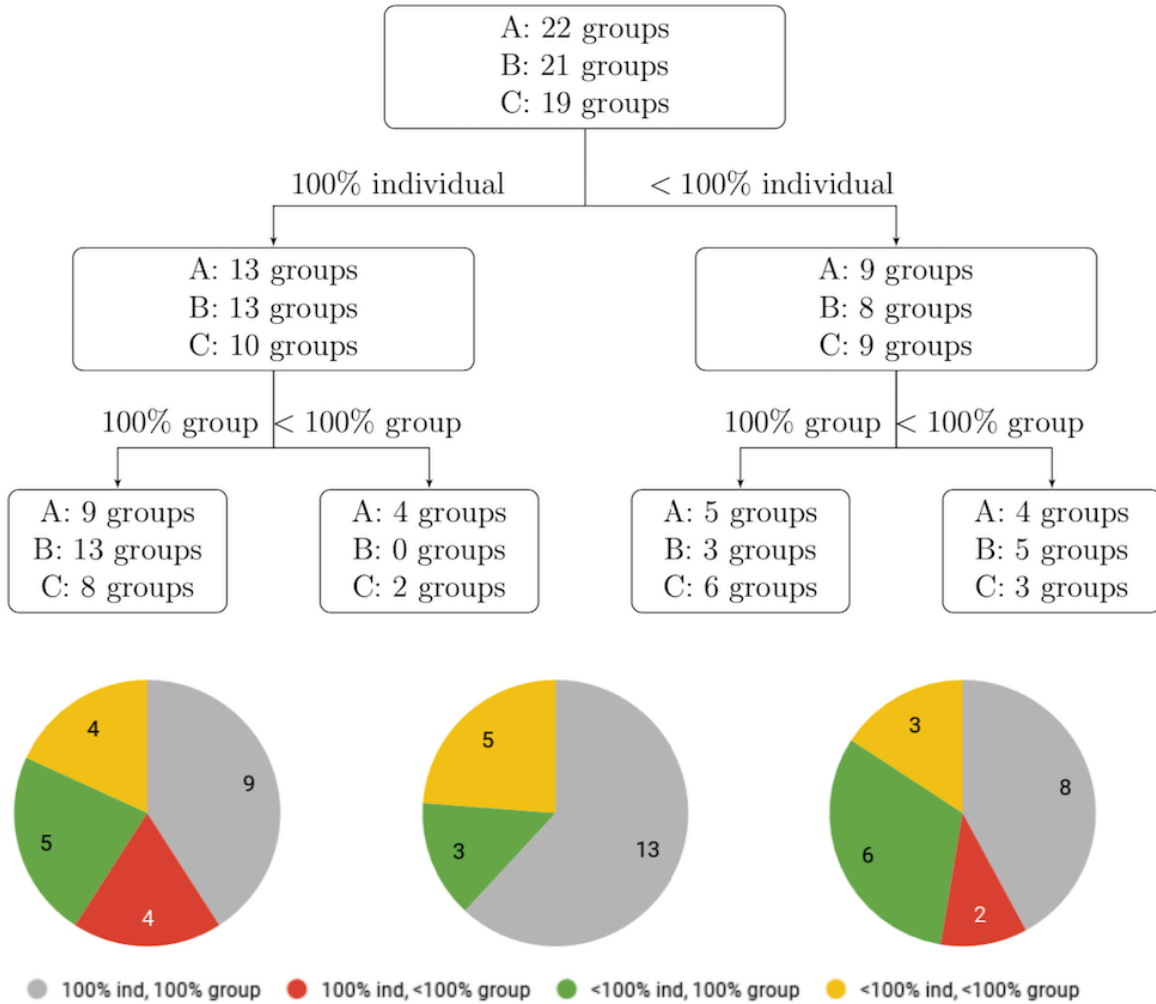 A: 22 groups
B: 21 groups
C: 19 groups
100% individual
< 100% individual
A: 13 groups
B: 13 groups
C: 10 groups
A: 9 groups
B: 8 groups
C: 9 groups
100% group
< 100% group
100% group
< 100% group
A: 9 groups
B: 13 groups
C: 8 groups
A: 4 groups
B: 0 groups
C: 2 groups
A: 5 groups
B: 3 groups
C: 6 groups
A: 4 groups
B: 5 groups
C: 3 groups
4
9
5
4
5
3
13
3
8
6
2
100% ind, 100% group
100% ind, <100% group
<100% ind, 100% group
<100% ind, <100% group